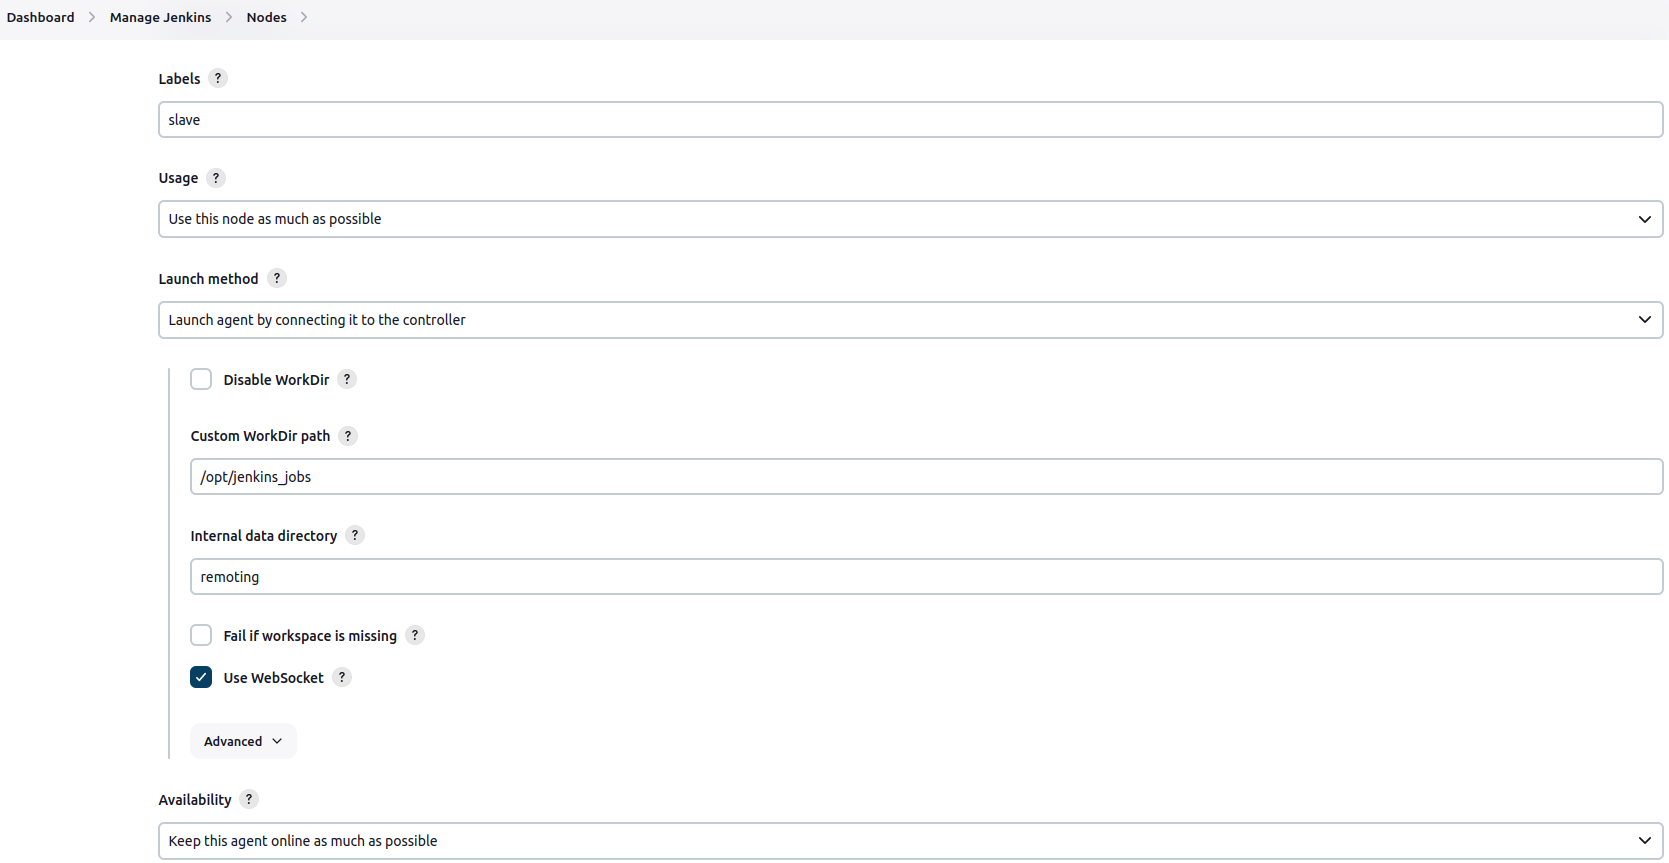 Dashboard > Manage Jenkins > Nodes >
Labels ?
slave
Usage ?
Use this node as much as possible
Launch method ?
Launch agent by connecting it to the controller
Disable WorkDir ?
Custom WorkDir path ?
/opt/jenkins_jobs
Internal data directory ?
remoting
Fail if workspace is missing ?
Use WebSocket ?
Advanced
Availability ?
Keep this agent online as much as possible